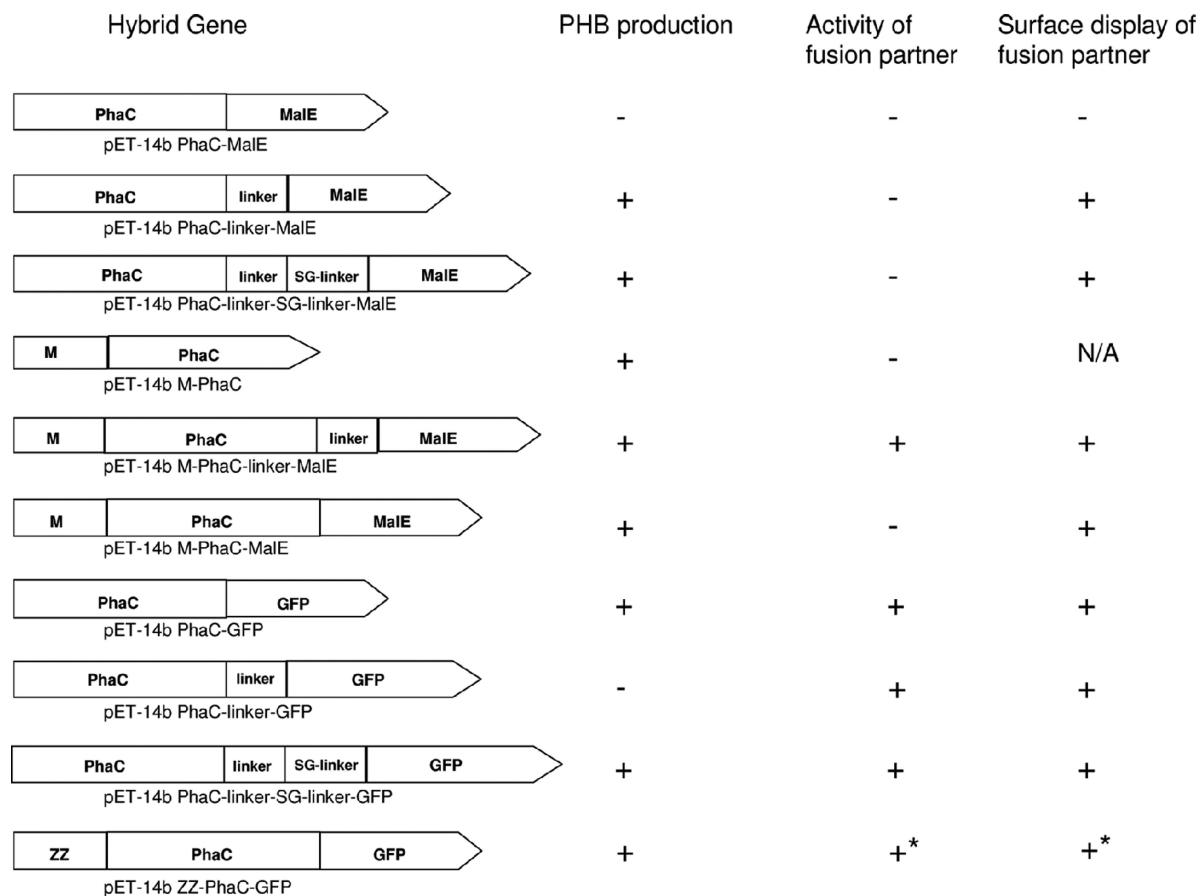 Hybrid Gene PHB production Activity of fusion partner Surface display of fusion partner
PhaC MalE - - -
pET-14b PhaC-MalE
PhaC linker MalE + - +
pET-14b PhaC-linker-MalE
PhaC linker SG-linker MalE + - +
pET-14b PhaC-linker-SG-linker-MalE
M PhaC + - N/A
pET-14b M-PhaC
M PhaC linker MalE + + +
pET-14b M-PhaC-linker-MalE
M PhaC MalE + - +
pET-14b M-PhaC-MalE
PhaC GFP + + +
pET-14b PhaC-GFP
PhaC linker GFP - + +
pET-14b PhaC-linker-GFP
PhaC linker SG-linker GFP + + +
pET-14b PhaC-linker-SG-linker-GFP
ZZ PhaC GFP + +* +*
pET-14b ZZ-PhaC-GFP